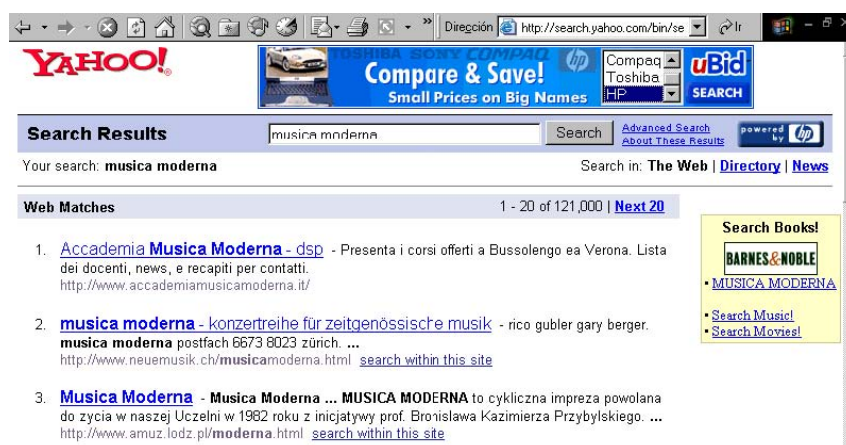 Dirección http://search.yahoo.com/bin/se Ir
YAHOO!
TOSHIBA SONY COMPAQ hp
Compare & Save!
Small Prices on Big Names
Compaq
Toshiba
HP
uBid
SEARCH
Search Results musica moderna Search Advanced Search
About These Results
powered by hp
Your search: musica moderna Search in: The Web | Directory | News
Web Matches 1 - 20 of 121,000 | Next 20
1. Accademia Musica Moderna - dsp - Presenta i corsi offerti a Bussolengo ea Verona. Lista
dei docenti, news, e recapiti per contatti.
http://www.accademiamusicamoderna.it/
2. musica moderna - konzertreihe für zeitgenössische musik - rico gubler gary berger.
musica moderna postfach 6673 8023 zürich. ...
http://www.neuemusik.ch/musicamoderna.html search within this site
3. Musica Moderna - Musica Moderna ... MUSICA MODERNA to cykliczna impreza powolana
do zycia w naszej Uczelni w 1982 roku z inicjatywy prof. Bronislawa Kazimierza Przybylskiego. ...
http://www.amuz.lodz.pl/moderna.html search within this site
Search Books!
BARNES&NOBLE
• MUSICA MODERNA
• Search Music!
• Search Movies!